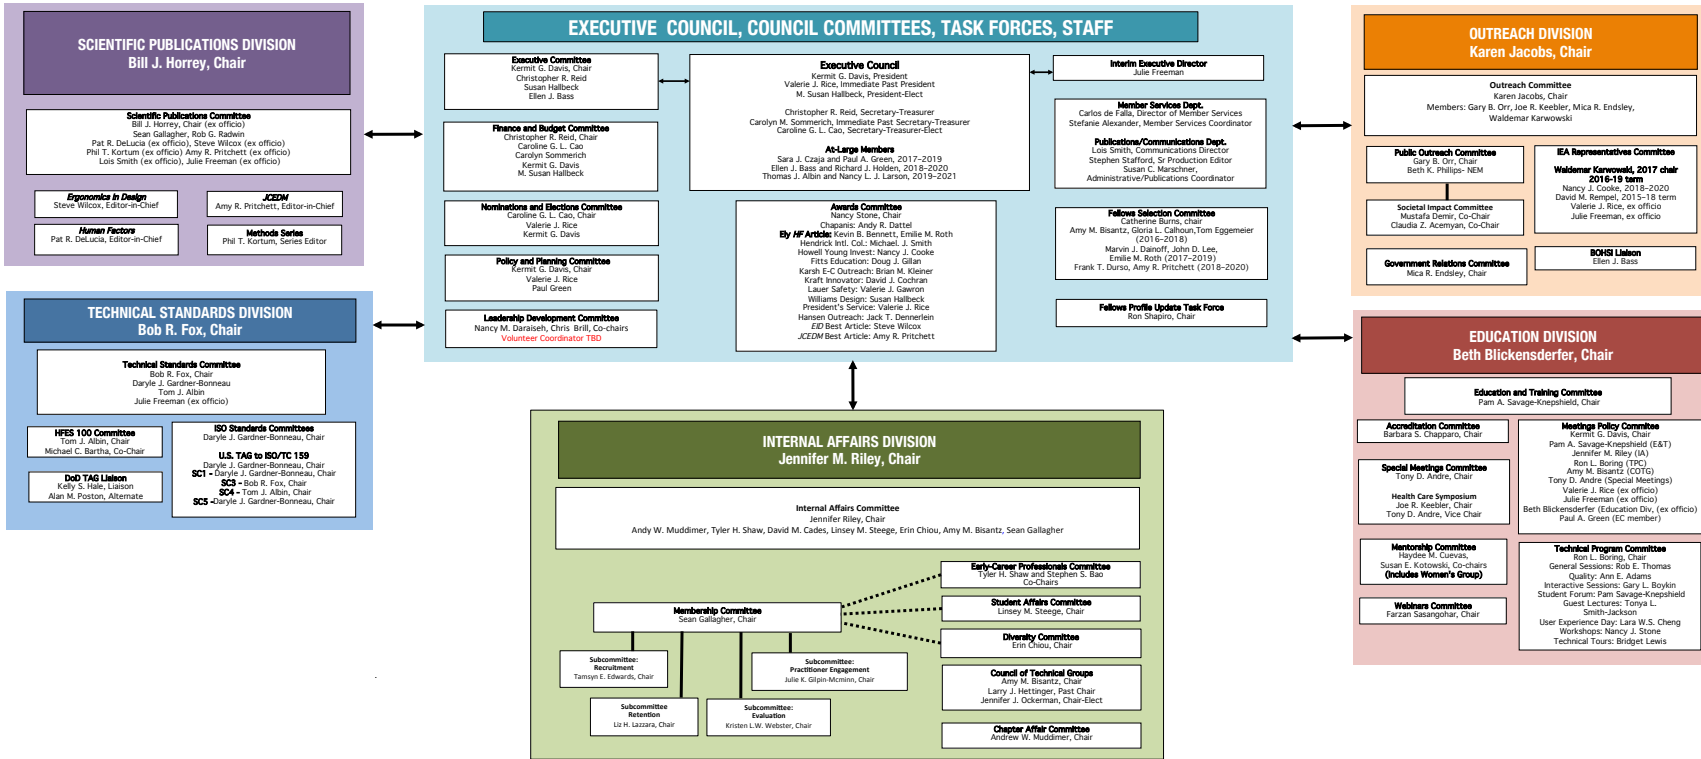 SCIENTIFIC PUBLICATIONS DIVISION
Bill J. Horrey, Chair
Scientific Publications Committee
Bill J. Horrey, Chair (ex officio)
Sean Gallagher, Rob G. Radwin
Pat R. DeLucia (ex officio), Steve Wilcox (ex officio)
Phil T. Kortum (ex officio) Amy R. Pritchett (ex officio)
Lois Smith (ex officio), Julie Freeman (ex officio)
Ergonomics in Design
Steve Wilcox, Editor-in-Chief
JCEDM
Amy R. Pritchett, Editor-in-Chief
Human Factors
Pat R. DeLucia, Editor-in-Chief
Methods Series
Phil T. Kortum, Series Editor
TECHNICAL STANDARDS DIVISION
Bob R. Fox, Chair
Technical Standards Committee
Bob R. Fox, Chair
Daryle J. Gardner-Bonneau
Tom J. Albin
Julie Freeman (ex officio)
HFES 100 Committee
Tom J. Albin, Chair
Michael C. Bartha, Co-Chair
DoD TAG Liaison
Kelly S. Hale, Liaison
Alan M. Poston, Alternate
ISO Standards Committees
Daryle J. Gardner-Bonneau, Chair
U.S. TAG to ISO/TC 159
Daryle J. Gardner-Bonneau, Chair
SC1 - Daryle J. Gardner-Bonneau, Chair
SC3 - Bob R. Fox, Chair
SC4 - Tom J. Albin, Chair
SC5 -Daryle J. Gardner-Bonneau, Chair
EXECUTIVE COUNCIL, COUNCIL COMMITTEES, TASK FORCES, STAFF
Executive Committee
Kermit G. Davis, Chair
Christopher R. Reid
Susan Hallbeck
Ellen J. Bass
Finance and Budget Committee
Christopher R. Reid, Chair
Caroline G. L. Cao
Carolyn Sommerich
Kermit G. Davis
M. Susan Hallbeck
Nominations and Elections Committee
Caroline G. L. Cao, Chair
Valerie J. Rice
Kermit G. Davis
Policy and Planning Committee
Kermit G. Davis, Chair
Valerie J. Rice
Paul Green
Leadership Development Committee
Nancy M. Daraiseh, Chris Brill, Co-chairs
Volunteer Coordinator TBD
Executive Council
Kermit G. Davis, President
Valerie J. Rice, Immediate Past President
M. Susan Hallbeck, President-Elect
Christopher R. Reid, Secretary-Treasurer
Carolyn M. Sommerich, Immediate Past Secretary-Treasurer
Caroline G. L. Cao, Secretary-Treasurer-Elect
At-Large Members
Sara J. Czaja and Paul A. Green, 2017–2019
Ellen J. Bass and Richard J. Holden, 2018–2020
Thomas J. Albin and Nancy L. J. Larson, 2019–2021
Awards Committee
Nancy Stone, Chair
Chapanis: Andy R. Dattel
Ely HF Article: Kevin B. Bennett, Emilie M. Roth
Hendrick Intl. Col.: Michael. J. Smith
Howell Young Invest: Nancy J. Cooke
Fitts Education: Doug J. Gillan
Karsh E-C Outreach: Brian M. Kleiner
Kraft Innovator: David J. Cochran
Lauer Safety: Valerie J. Gawron
Williams Design: Susan Hallbeck
President's Service: Valerie J. Rice
Hansen Outreach: Jack T. Dennerlein
EID Best Article: Steve Wilcox
JCEDM Best Article: Amy R. Pritchett
Interim Executive Director
Julie Freeman
Member Services Dept.
Carlos de Falla, Director of Member Services
Stefanie Alexander, Member Services Coordinator
Publications/Communications Dept.
Lois Smith, Communications Director
Stephen Stafford, Sr Production Editor
Susan C. Marschner,
Administrative/Publications Coordinator
Fellows Selection Committee
Catherine Burns, chair
Amy M. Bisantz, Gloria L. Calhoun,Tom Eggemeier
(2016–2018)
Marvin J. Dainoff, John D. Lee,
Emilie M. Roth (2017–2019)
Frank T. Durso, Amy R. Pritchett (2018–2020)
Fellows Profile Update Task Force
Ron Shapiro, Chair
OUTREACH DIVISION
Karen Jacobs, Chair
Outreach Committee
Karen Jacobs, Chair
Members: Gary B. Orr, Joe R. Keebler, Mica R. Endsley,
Waldemar Karwowski
Public Outreach Committee
Gary B. Orr, Chair
Beth K. Phillips- NEM
Societal Impact Committee
Mustafa Demir, Co-Chair
Claudia Z. Acemyan, Co-Chair
Government Relations Committee
Mica R. Endsley, Chair
IEA Representatives Committee
Waldemar Karwowski, 2017 chair
2016-19 term
Nancy J. Cooke, 2018–2020
David M. Rempel, 2015–18 term
Valerie J. Rice, ex officio
Julie Freeman, ex officio
BOHSI Liaison
Ellen J. Bass
EDUCATION DIVISION
Beth Blickensderfer, Chair
Education and Training Committee
Pam A. Savage-Knepshield, Chair
Accreditation Committee
Barbara S. Chapparo, Chair
Special Meetings Committee
Tony D. Andre, Chair
Health Care Symposium
Joe R. Keebler, Chair
Tony D. Andre, Vice Chair
Mentorship Committee
Haydee M. Cuevas,
Susan E. Kotowski, Co-chairs
(Includes Women's Group)
Webinars Committee
Farzan Sasangohar, Chair
Meetings Policy Committee
Kermit G. Davis, Chair
Pam A. Savage-Knepshield (E&T)
Jennifer M. Riley (IA)
Ron L. Boring (TPC)
Amy M. Bisantz (COTG)
Tony D. Andre (Special Meetings)
Valerie J. Rice (ex officio)
Julie Freeman (ex officio)
Beth Blickensderfer (Education Div, (ex officio)
Paul A. Green (EC member)
Technical Program Committee
Ron L. Boring, Chair
General Sessions: Rob E. Thomas
Quality: Ann E. Adams
Interactive Sessions: Gary L. Boykin
Student Forum: Pam Savage-Knepshield
Guest Lectures: Tonya L.
Smith-Jackson
User Experience Day: Lara W.S. Cheng
Workshops: Nancy J. Stone
Technical Tours: Bridget Lewis
INTERNAL AFFAIRS DIVISION
Jennifer M. Riley, Chair
Internal Affairs Committee
Jennifer Riley, Chair
Andy W. Muddimer, Tyler H. Shaw, David M. Cades, Linsey M. Steege, Erin Chiou, Amy M. Bisantz, Sean Gallagher
Membership Committee
Sean Gallagher, Chair
Subcommittee:
Recruitment
Tamsyn E. Edwards, Chair
Subcommittee
Retention
Liz H. Lazzara, Chair
Subcommittee:
Evaluation
Kristen L.W. Webster, Chair
Subcommittee:
Practitioner Engagement
Julie K. Gilpin-Mcminn, Chair
Early-Career Professionals Committee
Tyler H. Shaw and Stephen S. Bao
Co-Chairs
Student Affairs Committee
Linsey M. Steege, Chair
Diversity Committee
Erin Chiou, Chair
Council of Technical Groups
Amy M. Bisantz, Chair
Larry J. Hettinger, Past Chair
Jennifer J. Ockerman, Chair-Elect
Chapter Affair Committee
Andrew W. Muddimer, Chair